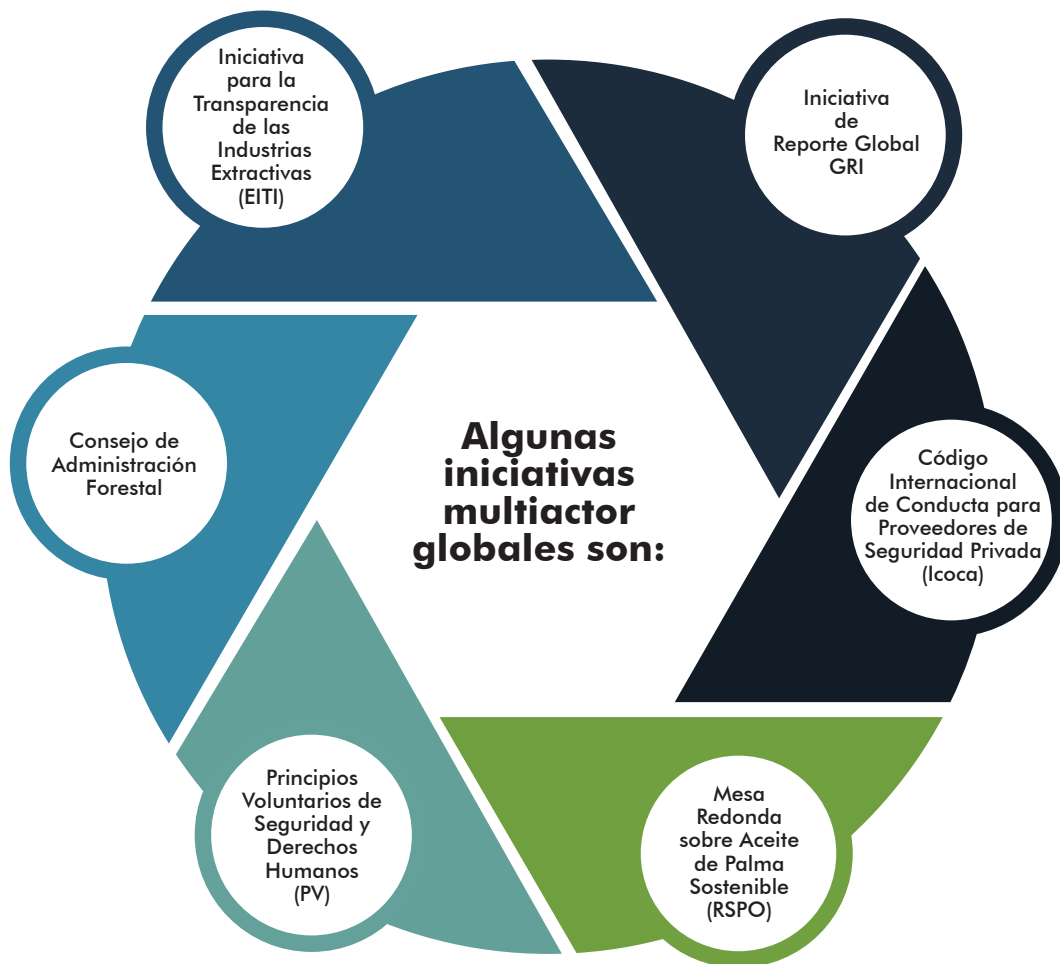 Iniciativa
para la
Transparencia
de las
Industrias
Extractivas
(EITI)
Iniciativa
de
Reporte Global
GRI
Consejo de
Administración
Forestal
Algunas
iniciativas
multiactor
globales son:
Código
Internacional
de Conducta para
Proveedores de
Seguridad Privada
(Icoca)
Principios
Voluntarios de
Seguridad y
Derechos
Humanos
(PV)
Mesa
Redonda
sobre Aceite
de Palma
Sostenible
(RSPO)